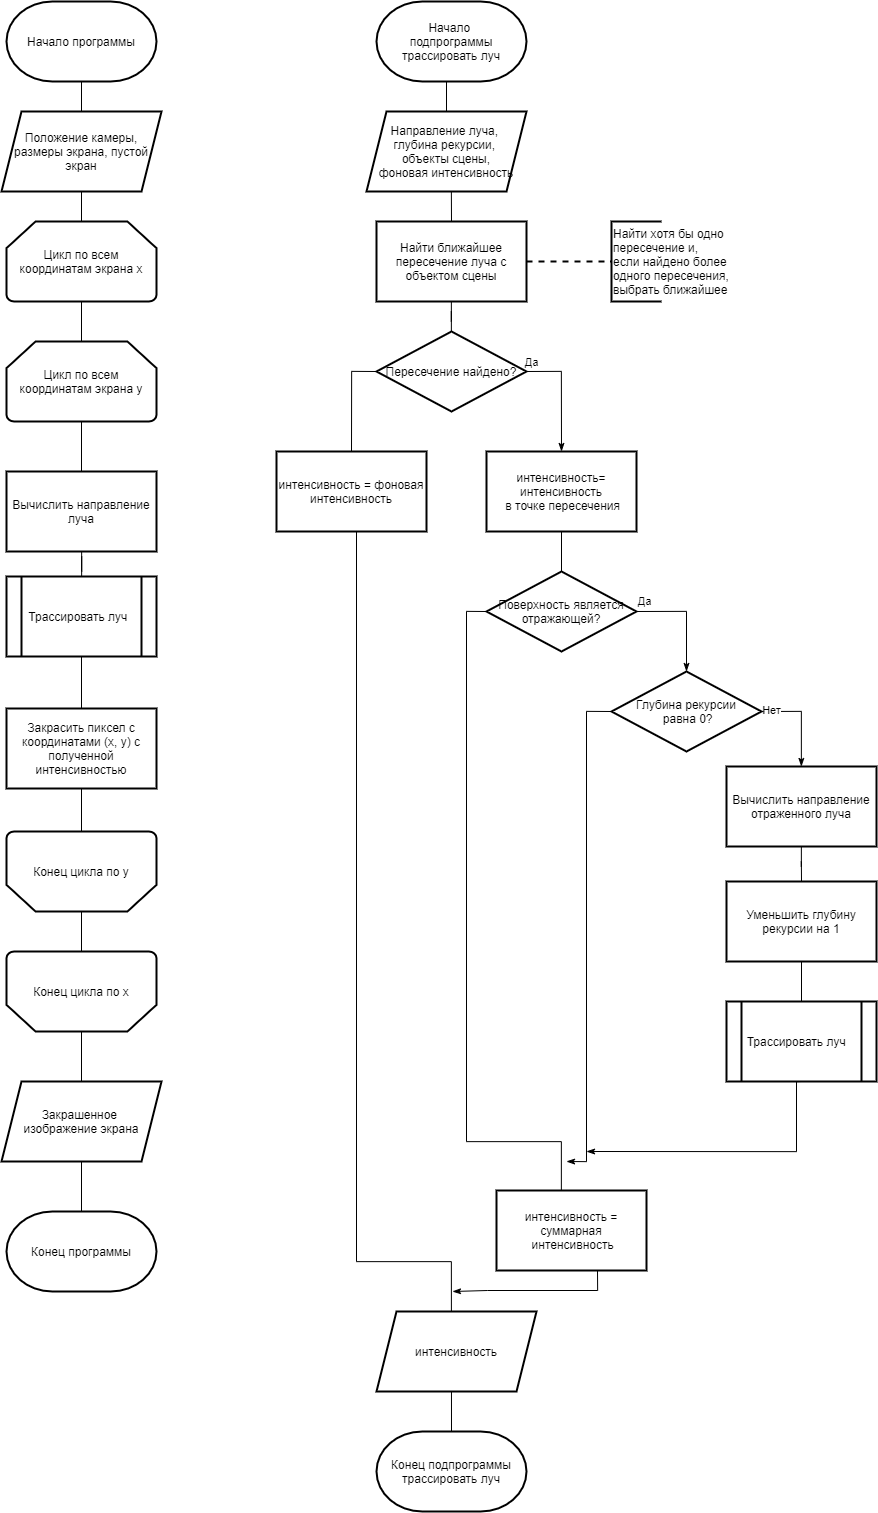 Начало программы
Положение камеры,
размеры экрана, пустой
экран
Цикл по всем
координатам экрана x
Цикл по всем
координатам экрана y
Вычислить направление
луча
Трассировать луч
Закрасить пиксел с
координатами (x, y) с
полученной
интенсивностью
Конец цикла по y
Конец цикла по x
Закрашенное
изображение экрана
Конец программы
Начало
подпрограммы
трассировать луч
Направление луча,
глубина рекурсии,
объекты сцены,
фоновая интенсивность
Найти ближайшее
пересечение луча с
объектом сцены
Найти хотя бы одно
пересечение и,
если найдено более
одного пересечения,
выбрать ближайшее
Пересечение найдено?
Да
интенсивность = фоновая
интенсивность
интенсивность=
интенсивность
в точке пересечения
Поверхность является
отражающей?
Да
Глубина рекурсии
равна 0?
Нет
Вычислить направление
отраженного луча
Уменьшить глубину
рекурсии на 1
Трассировать луч
интенсивность =
суммарная
интенсивность
интенсивность
Конец подпрограммы
трассировать луч